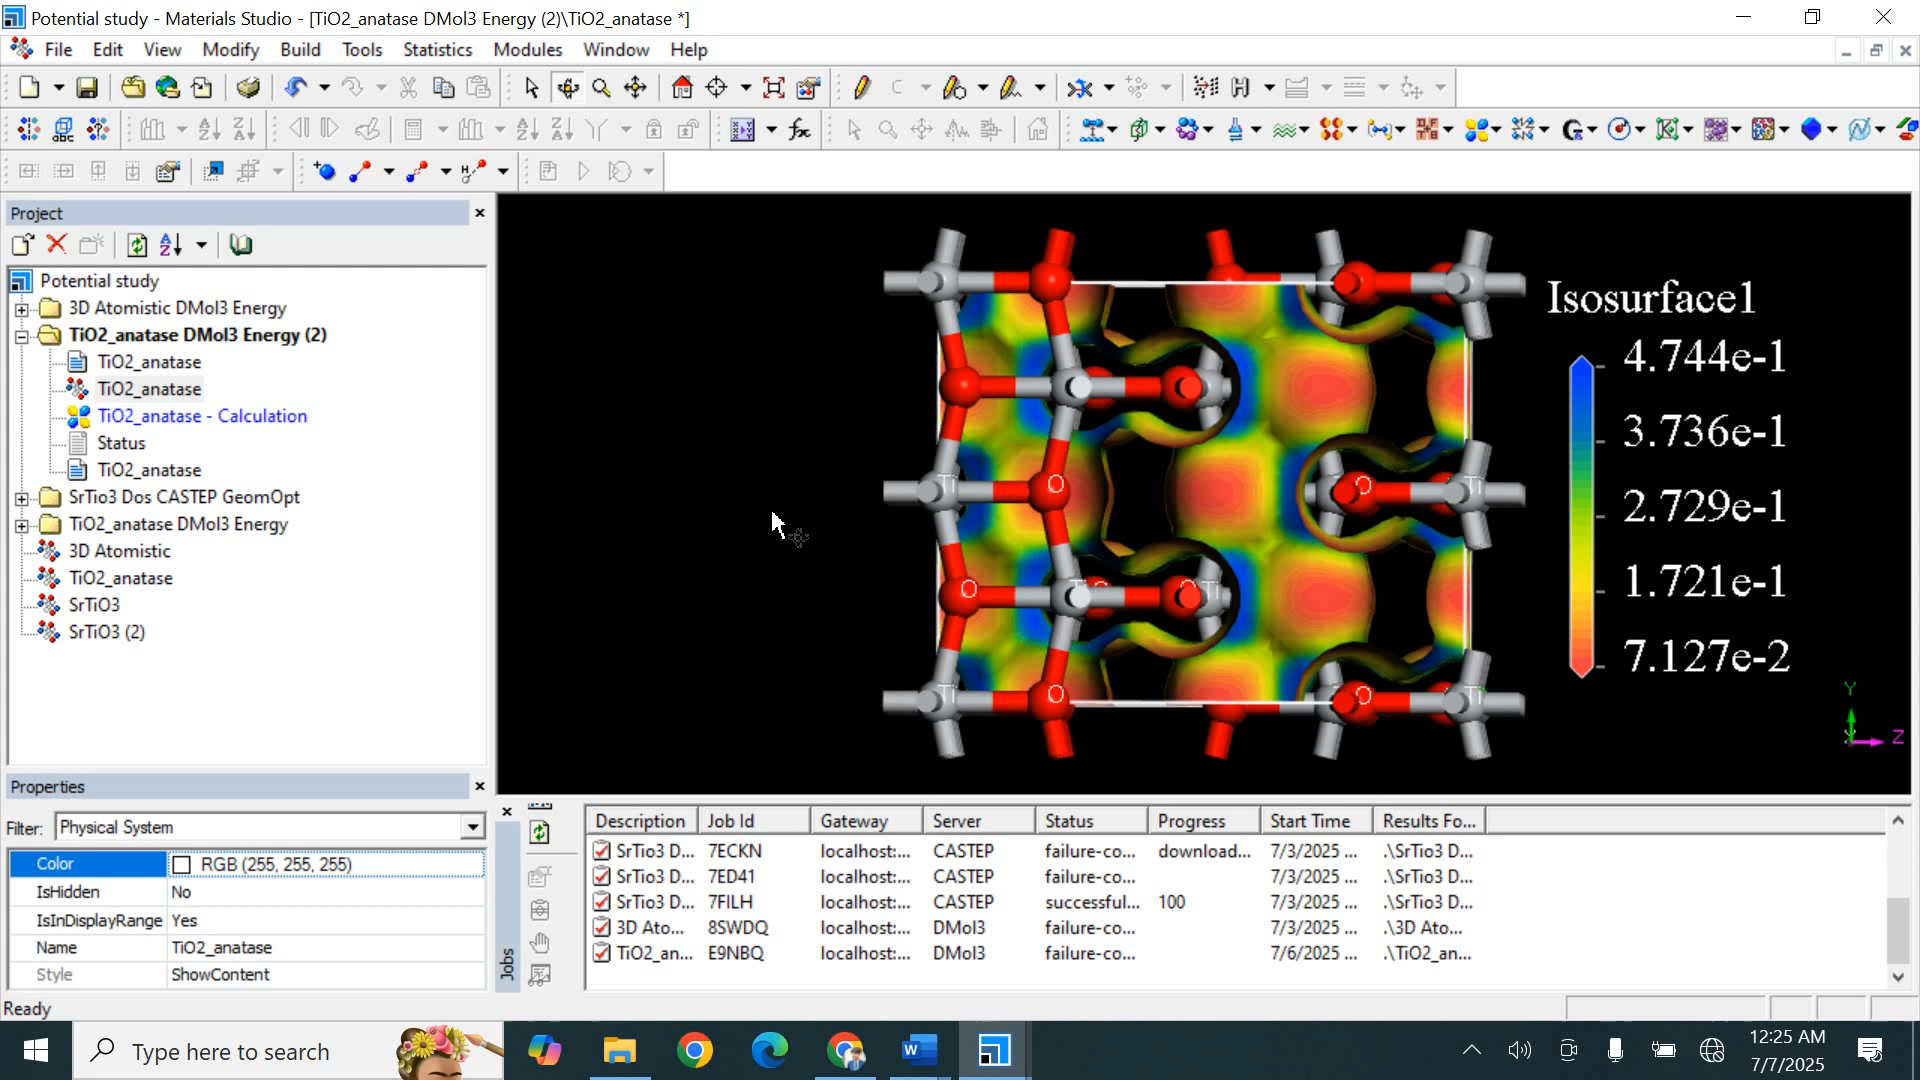 Potential study - Materials Studio - [TiO2_anatase DMol3 Energy (2)\TiO2_anatase *]
File Edit View Modify Build Tools Statistics Modules Window Help
Project
Potential study
3D Atomistic DMol3 Energy
TiO2_anatase DMol3 Energy (2)
TiO2_anatase
TiO2_anatase
TiO2_anatase - Calculation
Status
TiO2_anatase
SrTio3 Dos CASTEP GeomOpt
TiO2_anatase DMol3 Energy
3D Atomistic
TiO2_anatase
SrTiO3
SrTiO3 (2)
Isosurface1
4.744e-1
3.736e-1
2.729e-1
1.721e-1
7.127e-2
Ti O O Ti
O Ti O O Ti
Ti O O Ti
Y
Z
Properties
Filter: Physical System
Color RGB (255, 255, 255)
IsHidden No
IsInDisplayRange Yes
Name TiO2_anatase
Style ShowContent
Jobs
Description Job Id Gateway Server Status Progress Start Time Results Fo...
SrTio3 D... 7ECKN localhost:... CASTEP failure-co... download... 7/3/2025 ... .\SrTio3 D...
SrTio3 D... 7ED41 localhost:... CASTEP failure-co... 7/3/2025 ... .\SrTio3 D...
SrTio3 D... 7FILH localhost:... CASTEP successful... 100 7/3/2025 ... .\SrTio3 D...
3D Ato... 8SWDQ localhost:... DMol3 failure-co... 7/3/2025 ... .\3D Ato...
TiO2_an... E9NBQ localhost:... DMol3 failure-co... 7/6/2025 ... .\TiO2_an...
Ready
Type here to search
12:25 AM
7/7/2025